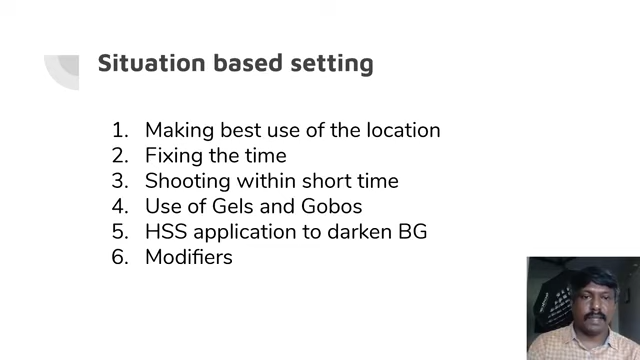 Situation based setting
1. Making best use of the location
2. Fixing the time
3. Shooting within short time
4. Use of Gels and Gobos
5. HSS application to darken BG
6. Modifiers